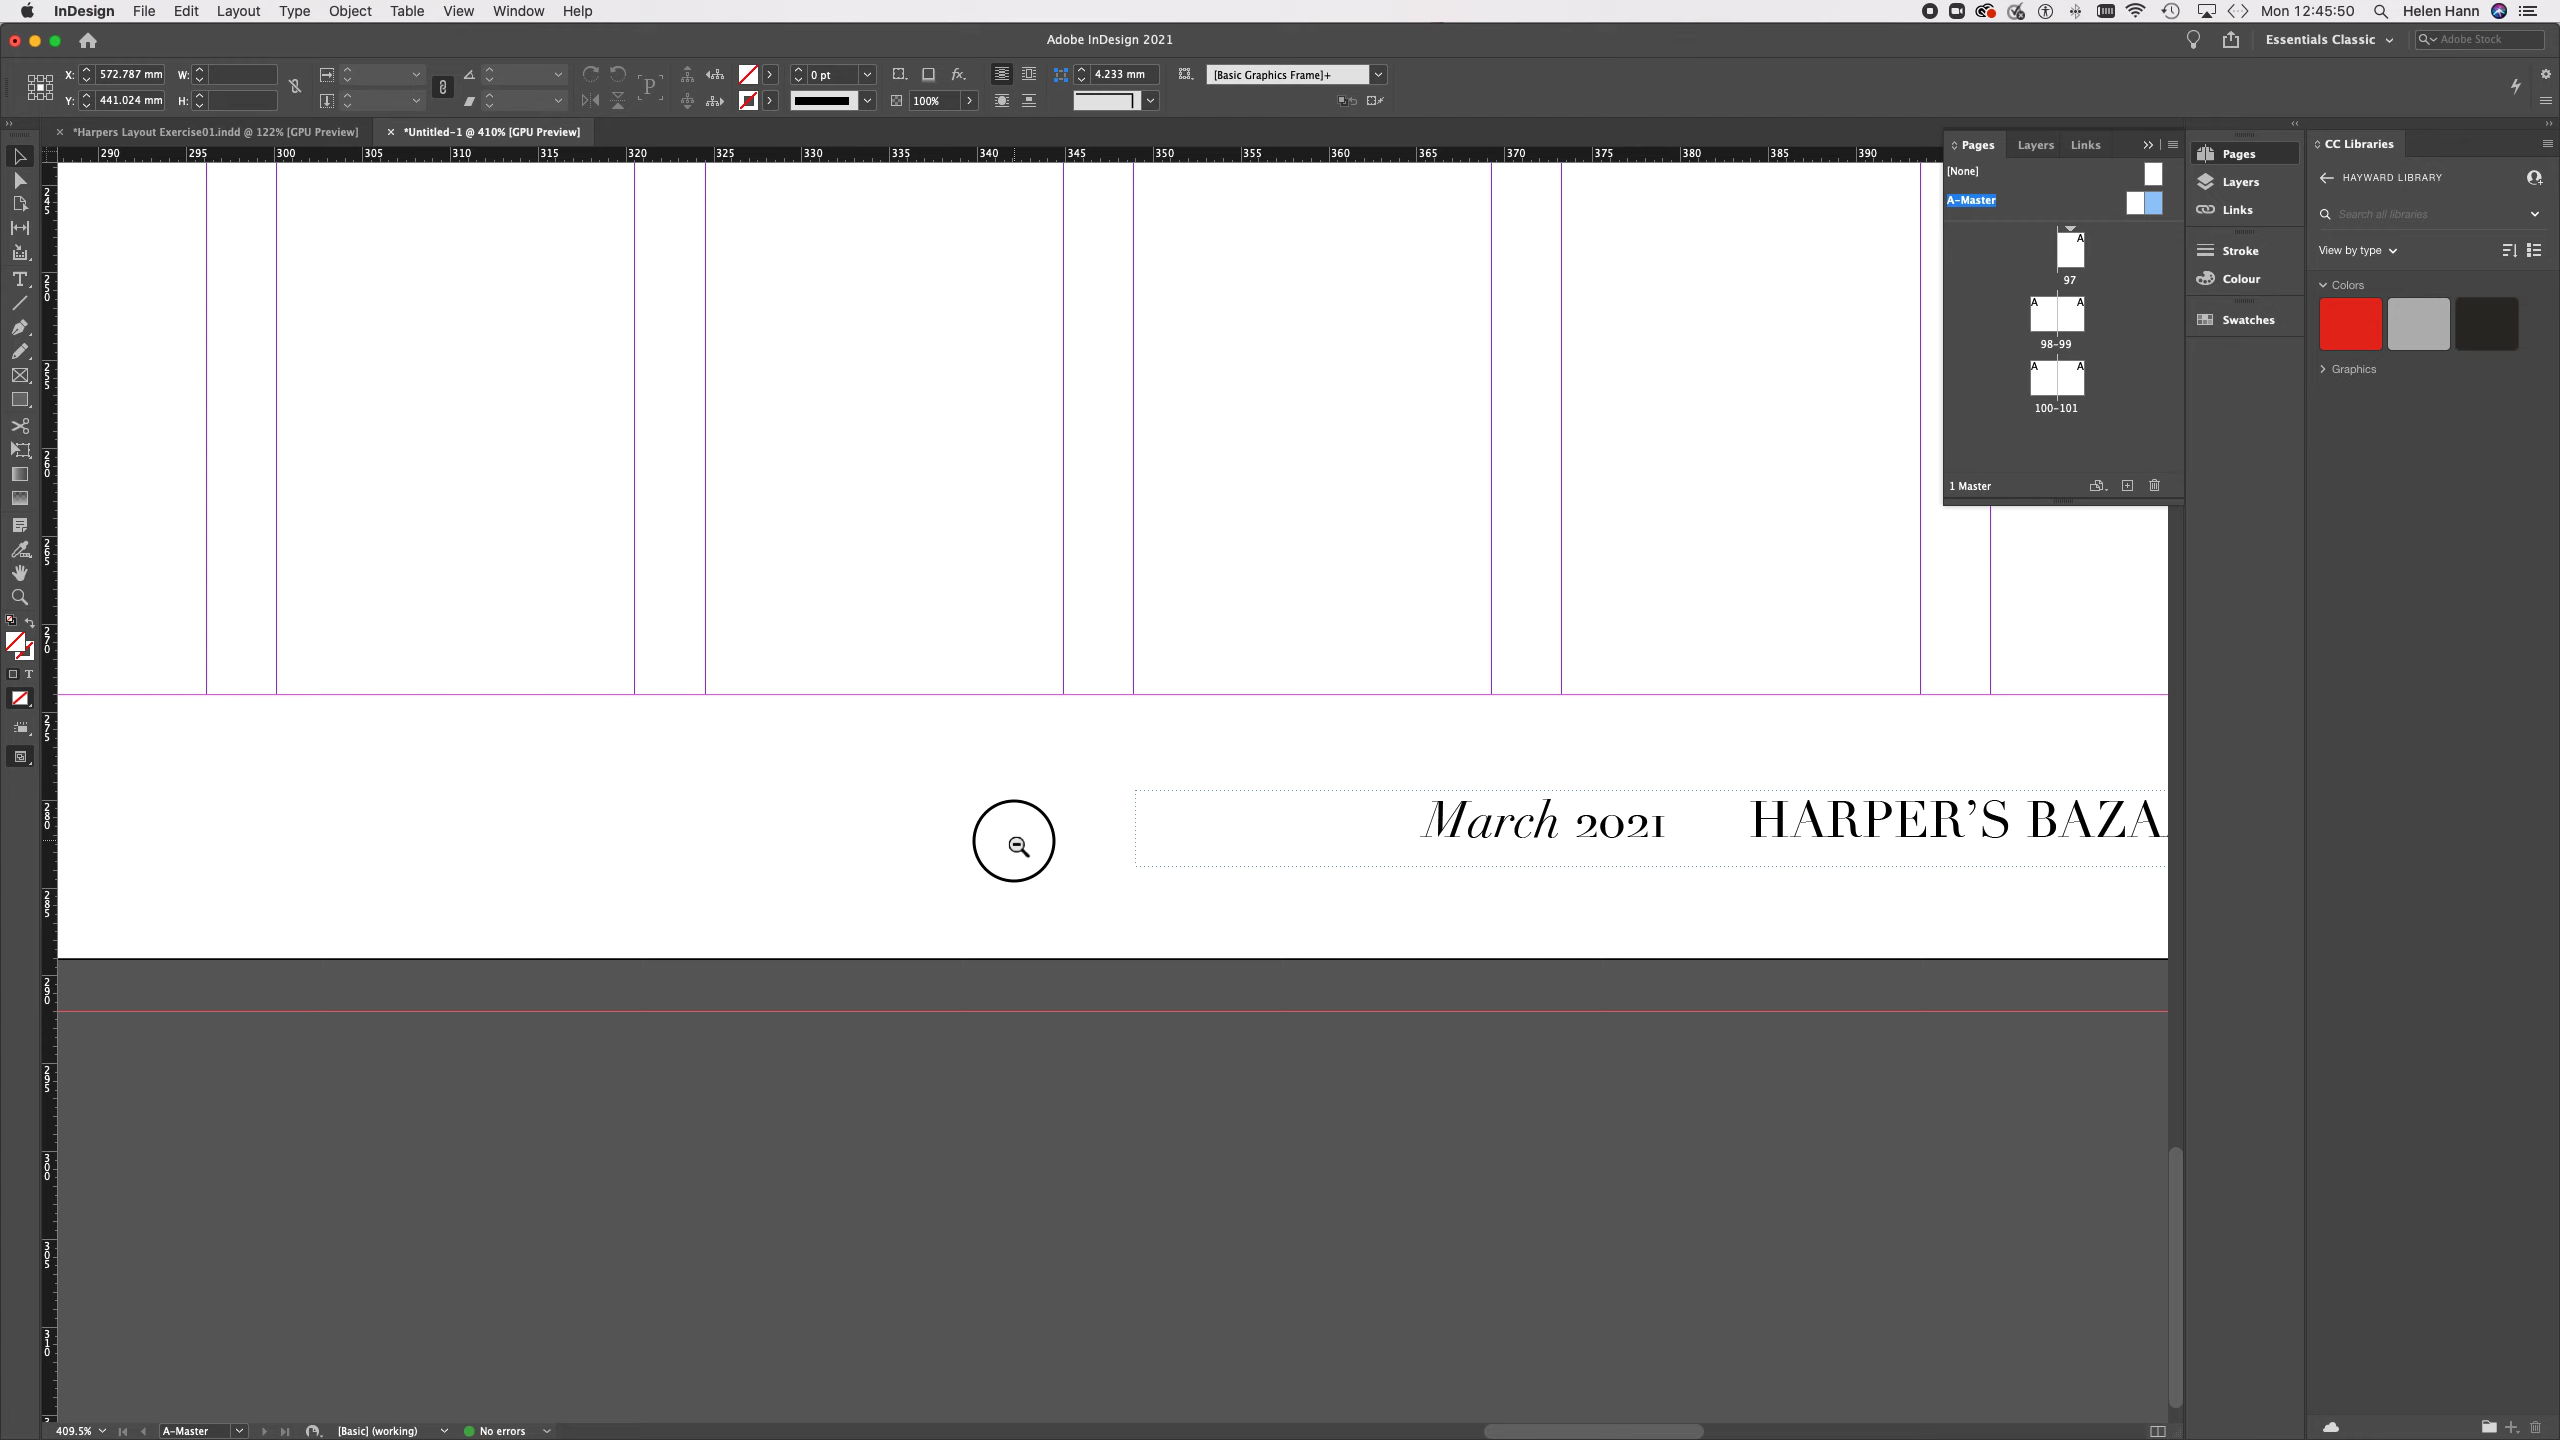 InDesign File Edit Layout Type Object Table View Window Help Mon 12:45:50 Helen Hann
Adobe InDesign 2021 Essentials Classic Adobe Stock
X: 572.787 mm W: 0 pt fx. 4.233 mm [Basic Graphics Frame]+
Y: 441.024 mm H: P 100%
*Harpers Layout Exercise01.indd @ 122% [GPU Preview] *Untitled-1 @ 410% [GPU Preview]
290 295 300 305 310 315 320 325 330 335 340 345 350 355 360 365 370 375 380 385 390
Pages Layers Links
[None]
A-Master
A
97
A A
98-99
A A
100-101
1 Master
Pages
Layers
Links
Stroke
Colour
Swatches
CC Libraries
HAYWARD LIBRARY
Search all libraries
View by type
Colors
Graphics
245
250
255
260
265
270
275
280
285
290
295
300
305
310
March 2021 HARPER’S BAZAA
409.5% A-Master [Basic] (working) No errors